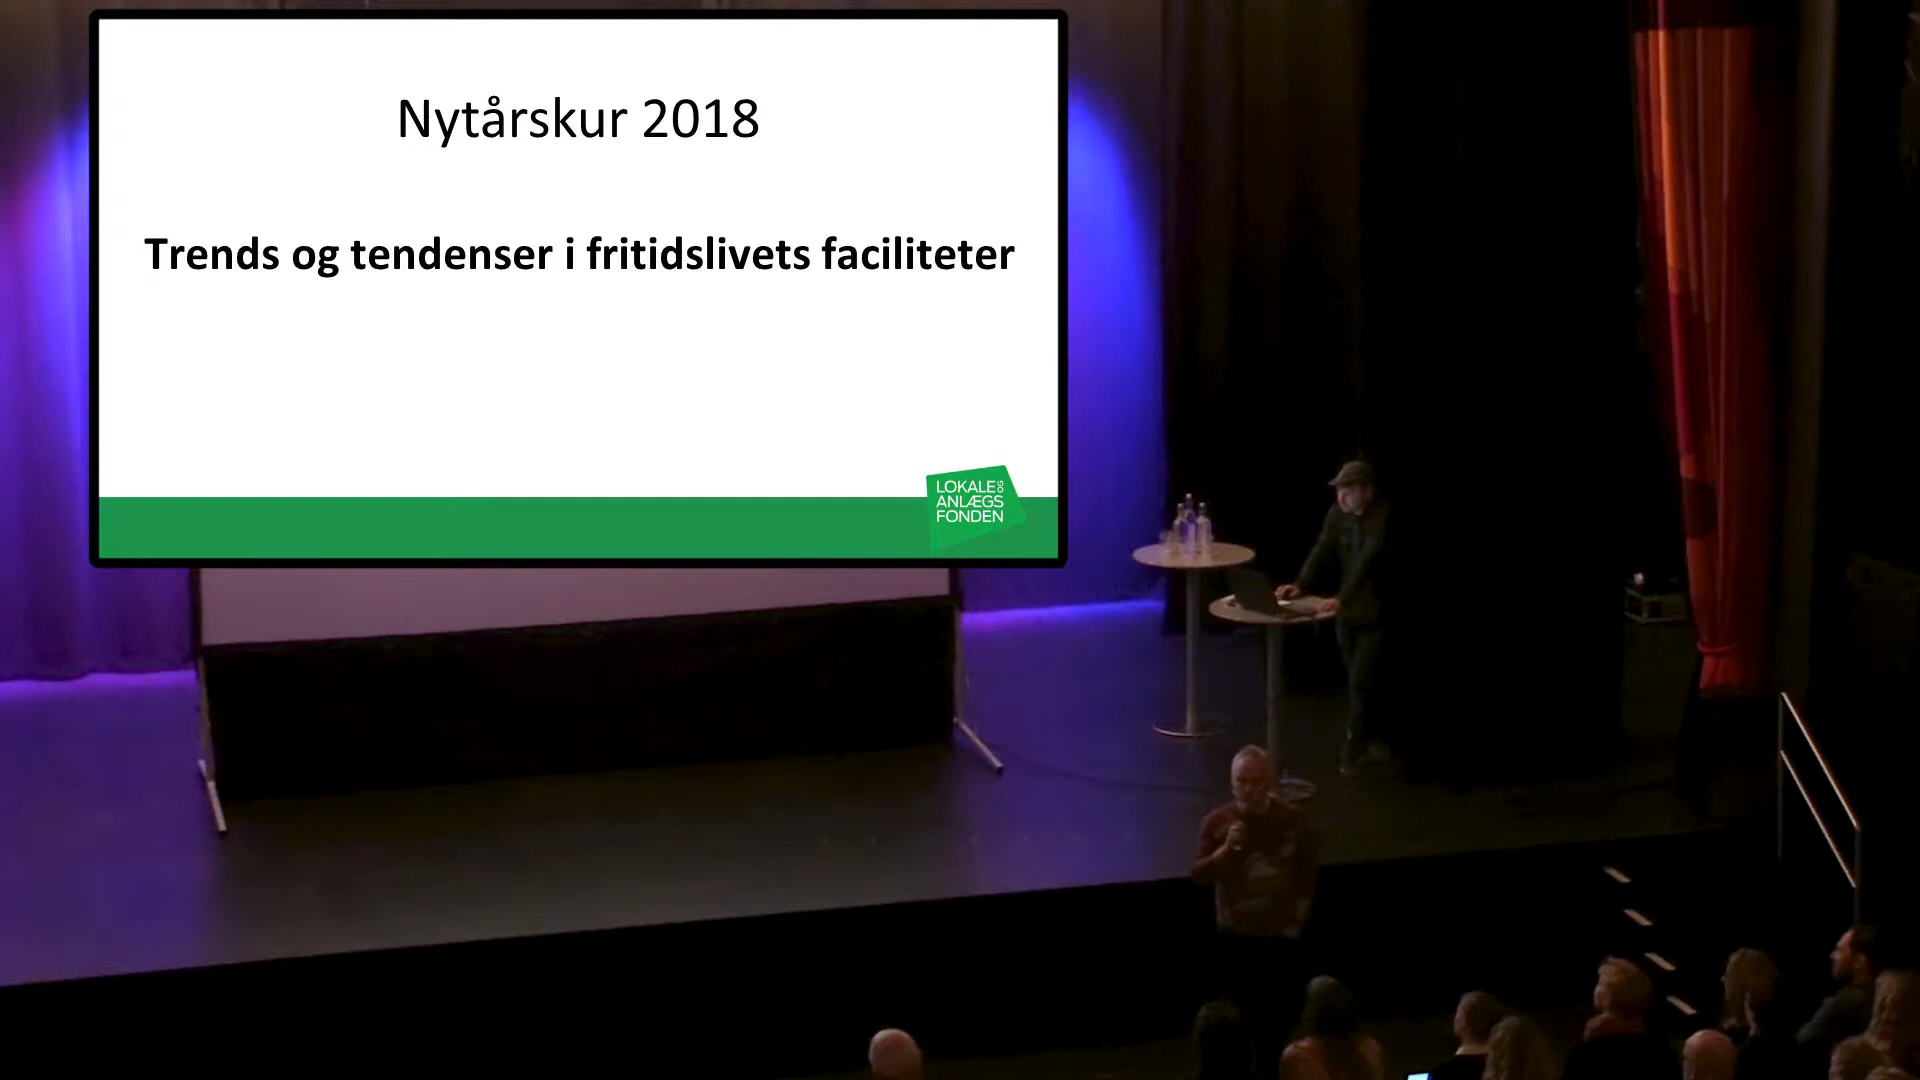 Nytårskur 2018
Trends og tendenser i fritidslivets faciliteter
LOKALE OG
ANLÆGS
FONDEN